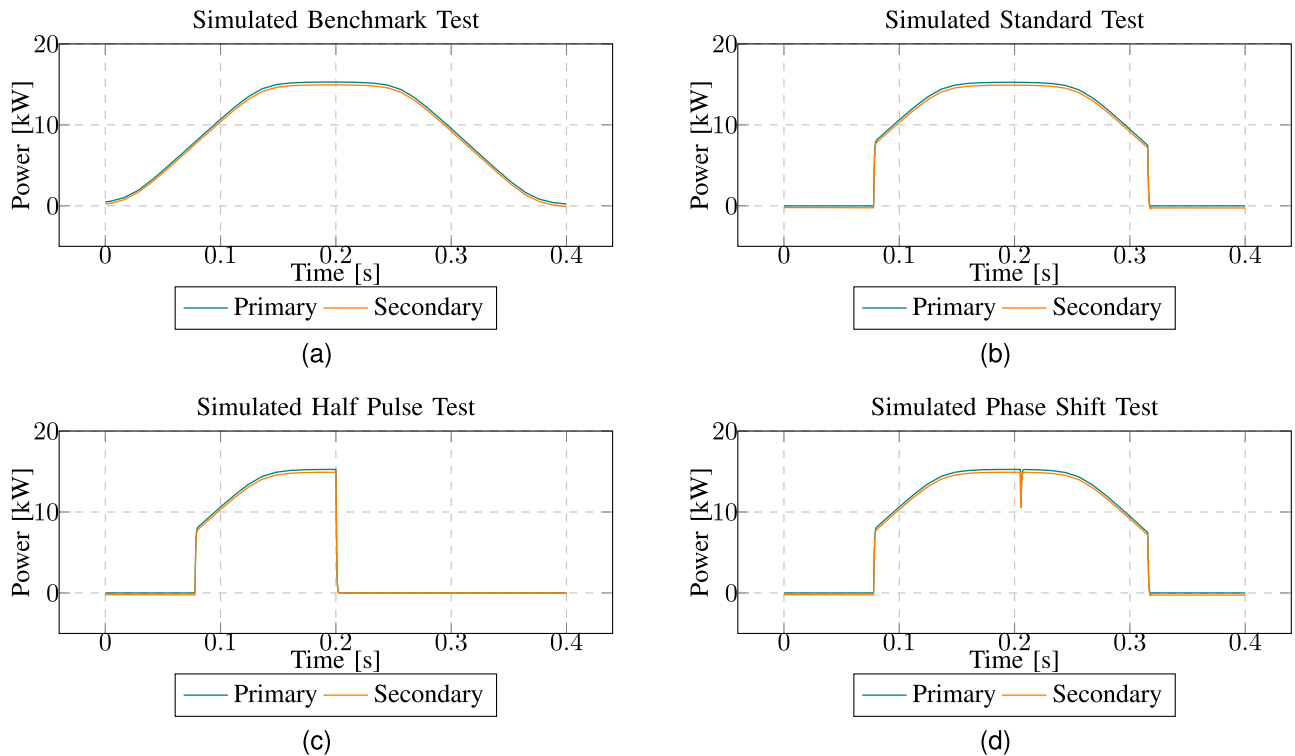 Simulated Benchmark Test
20
10
0
Power [kW]
0 0.1 0.2 0.3 0.4
Time [s]
Primary Secondary
(a)
Simulated Standard Test
20
10
0
Power [kW]
0 0.1 0.2 0.3 0.4
Time [s]
Primary Secondary
(b)
Simulated Half Pulse Test
20
10
0
Power [kW]
0 0.1 0.2 0.3 0.4
Time [s]
Primary Secondary
(c)
Simulated Phase Shift Test
20
10
0
Power [kW]
0 0.1 0.2 0.3 0.4
Time [s]
Primary Secondary
(d)